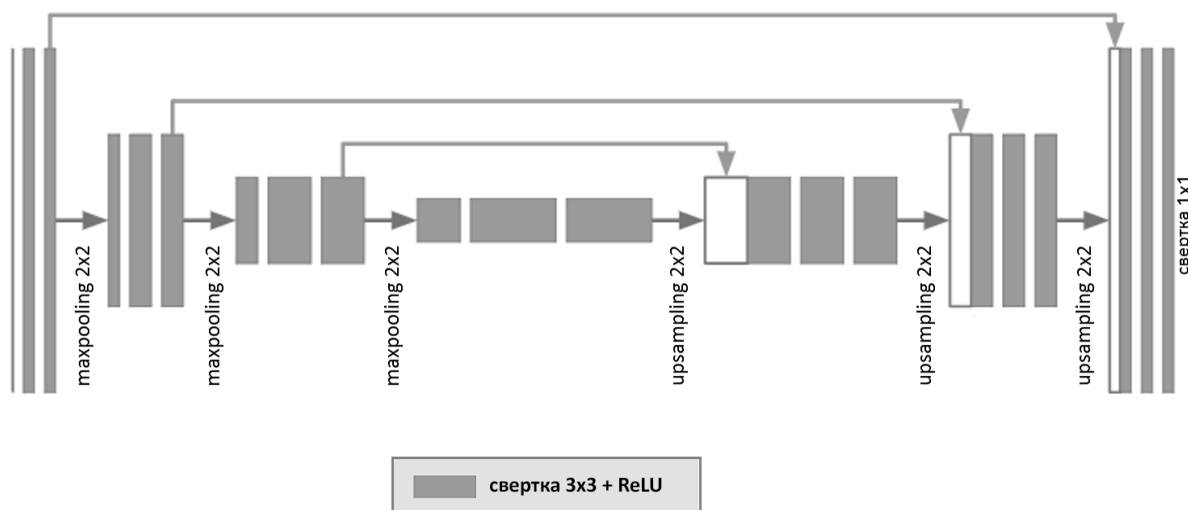 maxpooling 2x2
maxpooling 2x2
maxpooling 2x2
upsampling 2x2
upsampling 2x2
upsampling 2x2
свертка 1x1
свертка 3x3 + ReLU